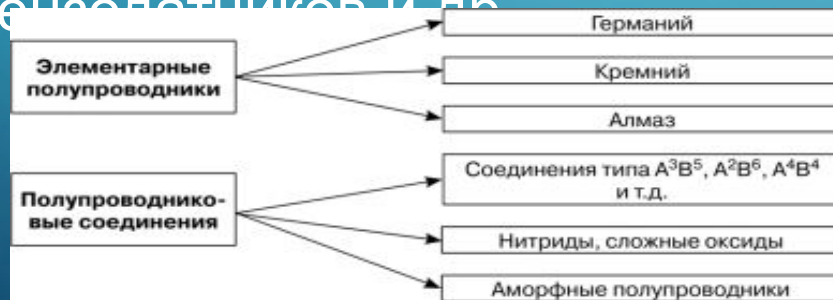 Германий
Элементарные
полупроводники
Кремний
Алмаз
Соединения типа A³B⁵, A²B⁶, A⁴B⁴
и т.д.
Полупроводнико-
вые соединения
Нитриды, сложные оксиды
Аморфные полупроводники